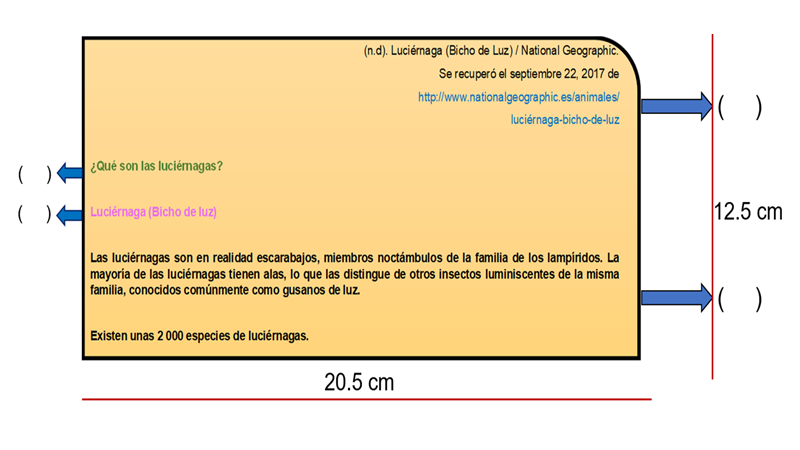 (n.d). Luciérnaga (Bicho de Luz) / National Geographic.
Se recuperó el septiembre 22, 2017 de
http://www.nationalgeographic.es/animales/
luciérnaga-bicho-de-luz
( )
( ) ¿Qué son las luciérnagas?
( ) Luciérnaga (Bicho de luz)
12.5 cm
Las luciérnagas son en realidad escarabajos, miembros noctámbulos de la familia de los lampíridos. La
mayoría de las luciérnagas tienen alas, lo que las distingue de otros insectos luminiscentes de la misma
familia, conocidos comúnmente como gusanos de luz.
( )
Existen unas 2 000 especies de luciérnagas.
20.5 cm